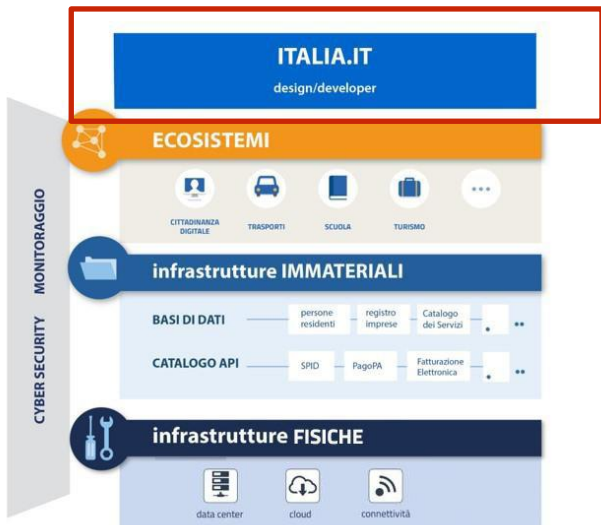 ITALIA.IT
design/developer
ECOSISTEMI
CITTADINANZA
DIGITALE
TRASPORTI
SCUOLA
TURISMO
infrastrutture IMMATERIALI
BASI DI DATI
persone
residenti
registro
imprese
Catalogo
dei Servizi
CATALOGO API
SPID
PagoPA
Fatturazione
Elettronica
infrastrutture FISICHE
data center
cloud
connettività
CYBER SECURITY MONITORAGGIO